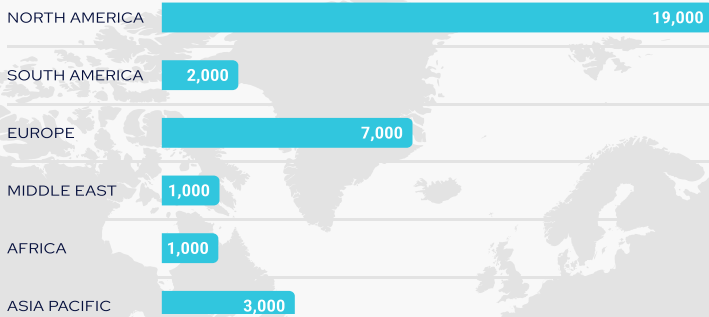 NORTH AMERICA 19,000
SOUTH AMERICA 2,000
EUROPE 7,000
MIDDLE EAST 1,000
AFRICA 1,000
ASIA PACIFIC 3,000